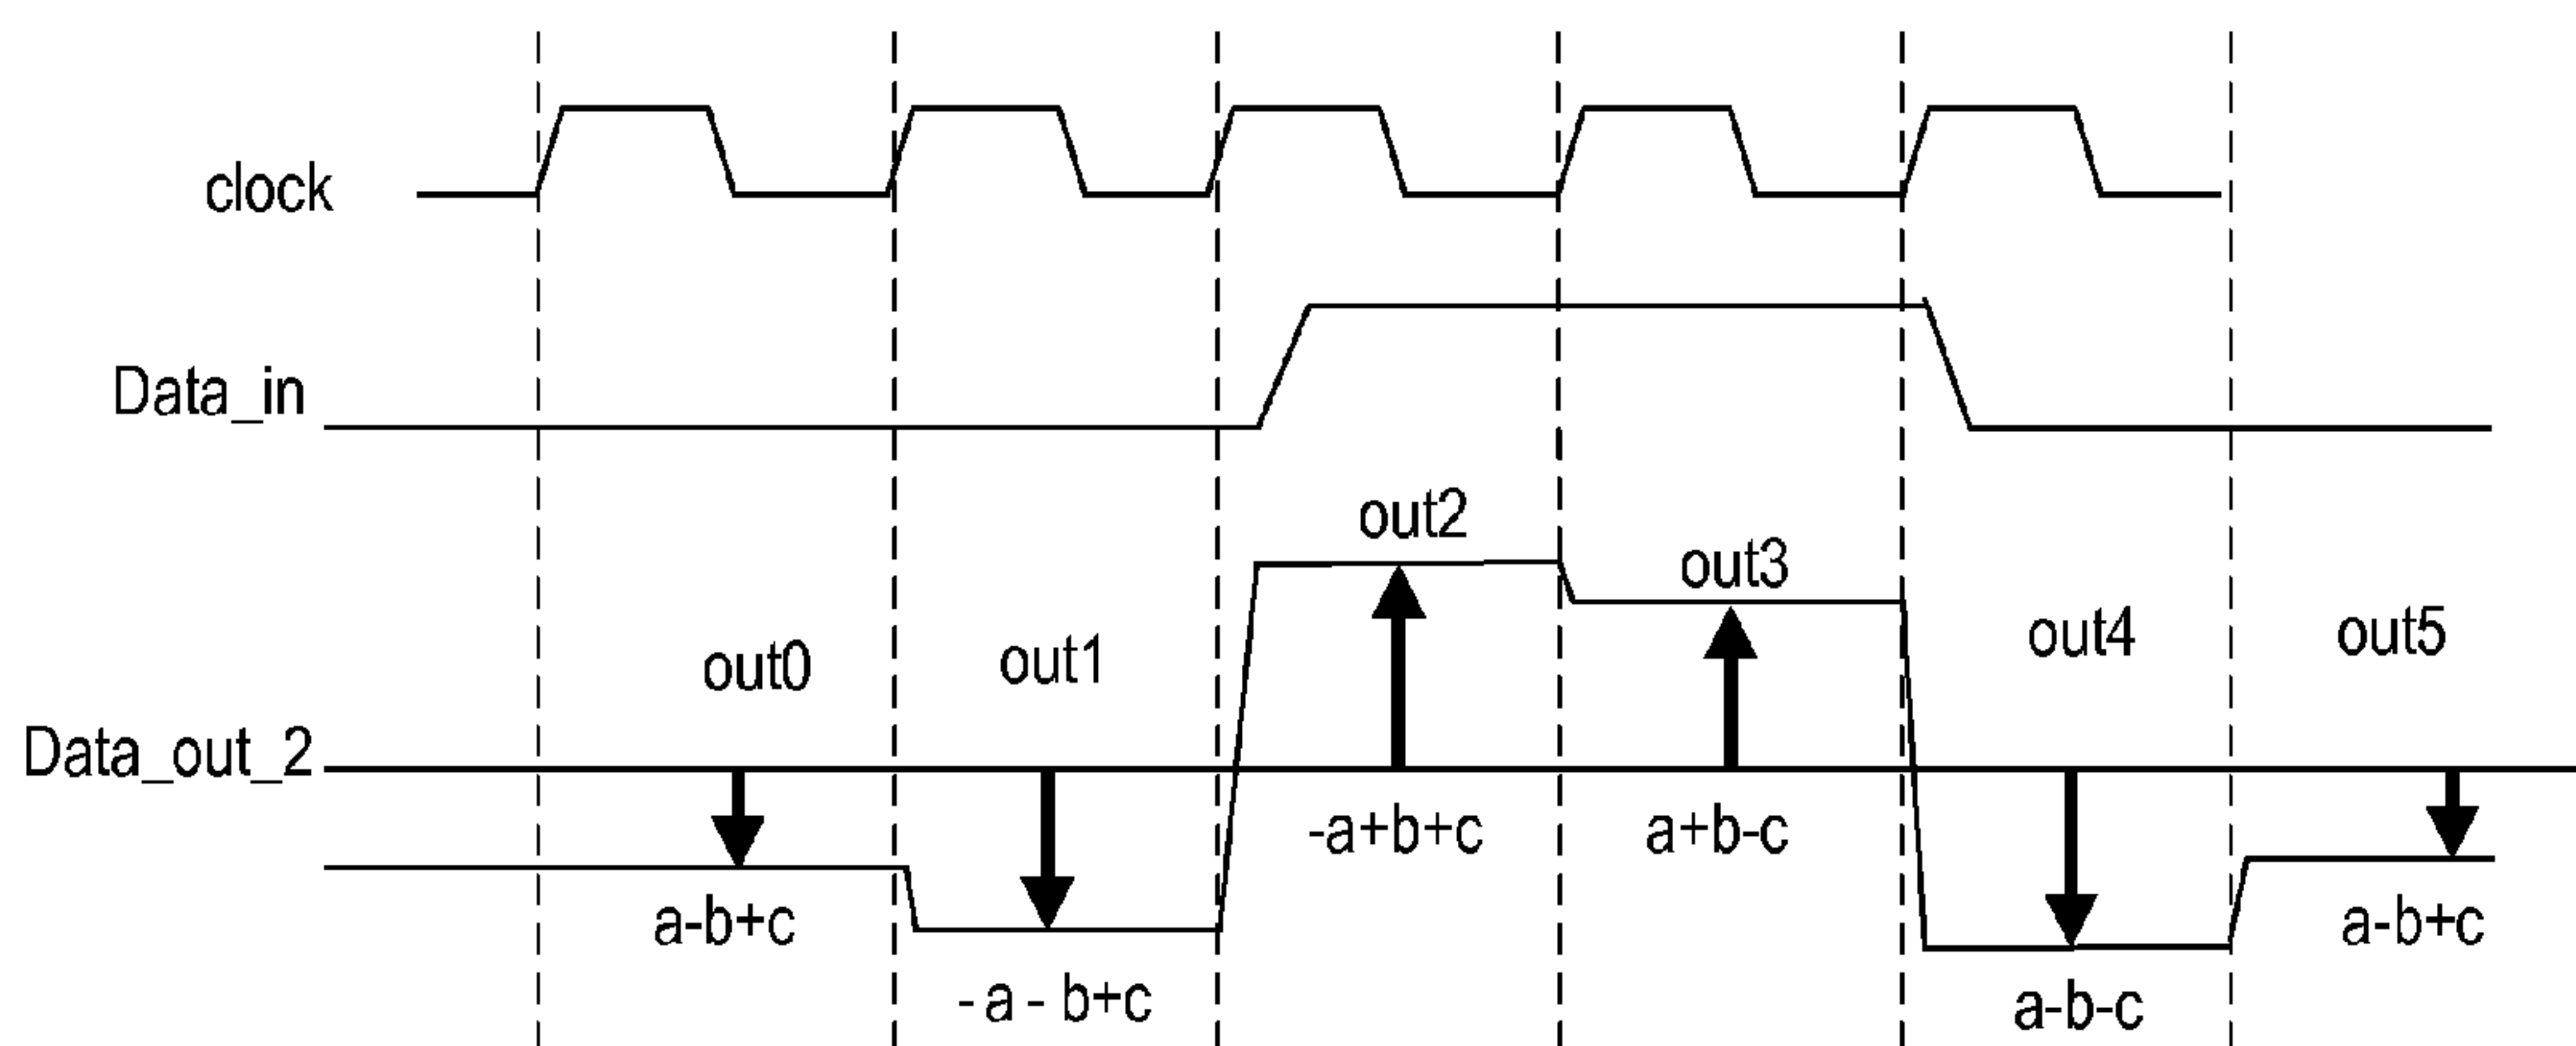 clock
Data_in
out2
out3
out0
out1
out4
out5
Data_out_2
-a+b+c
a+b-c
a-b+c
a-b+c
- a - b+c
a-b-c